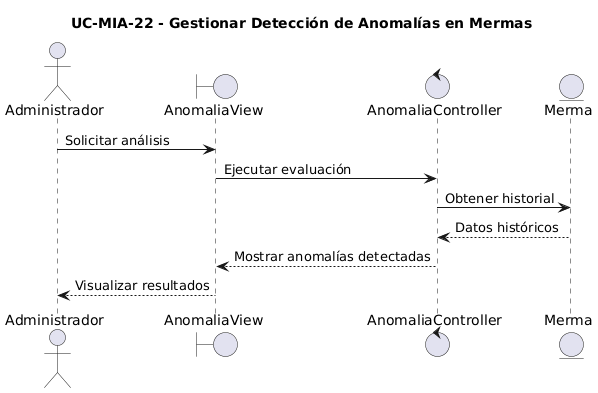 UC-MIA-22 - Gestionar Detección de Anomalías en Mermas
Administrador AnomaliaView AnomaliaController Merma
Solicitar análisis
Ejecutar evaluación
Obtener historial
Datos históricos
Mostrar anomalías detectadas
Visualizar resultados
Administrador AnomaliaView AnomaliaController Merma